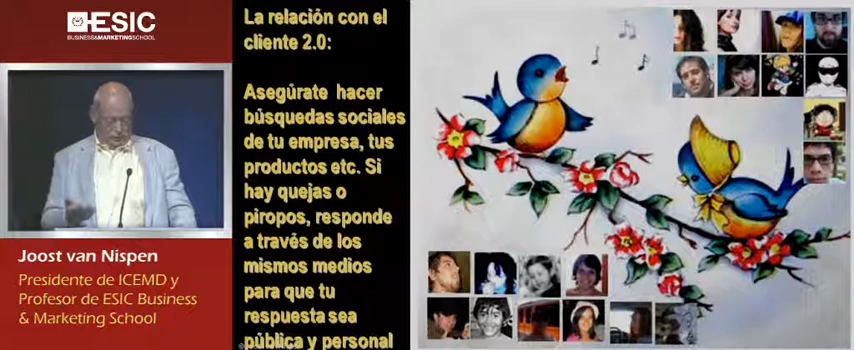 ESIC
BUSINESS&MARKETINGSCHOOL
Joost van Nispen
Presidente de ICEMD y
Profesor de ESIC Business
& Marketing School
La relación con el
cliente 2.0:
Asegúrate hacer
búsquedas sociales
de tu empresa, tus
productos etc. Si
hay quejas o
piropos, responde
a través de los
mismos medios
para que tu
respuesta sea
pública y personal